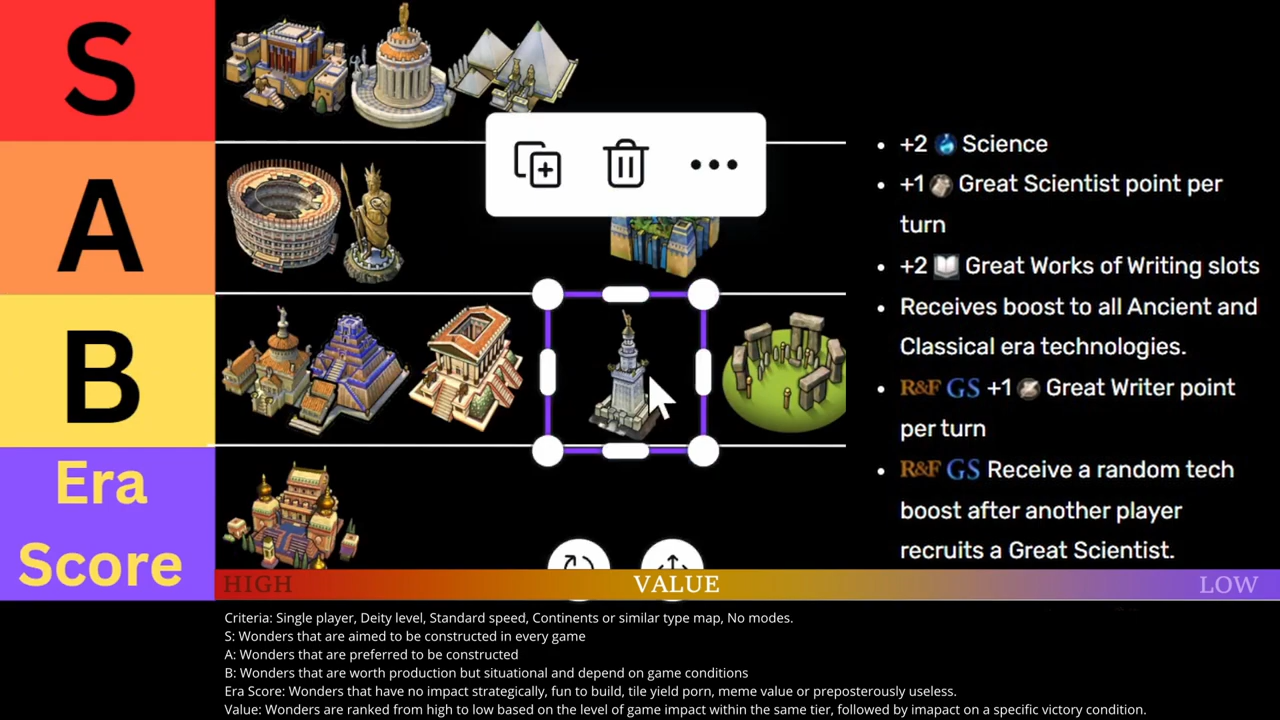 S
A
B
Era
Score
+2 Science
+1 Great Scientist point per
turn
+2 Great Works of Writing slots
Receives boost to all Ancient and
Classical era technologies.
R&F GS +1 Great Writer point
per turn
R&F GS Receive a random tech
boost after another player
recruits a Great Scientist.
HIGH VALUE LOW
Criteria: Single player, Deity level, Standard speed, Continents or similar type map, No modes.
S: Wonders that are aimed to be constructed in every game
A: Wonders that are preferred to be constructed
B: Wonders that are worth production but situational and depend on game conditions
Era Score: Wonders that have no impact strategically, fun to build, tile yield porn, meme value or preposterously useless.
Value: Wonders are ranked from high to low based on the level of game impact within the same tier, followed by imapact on a specific victory condition.